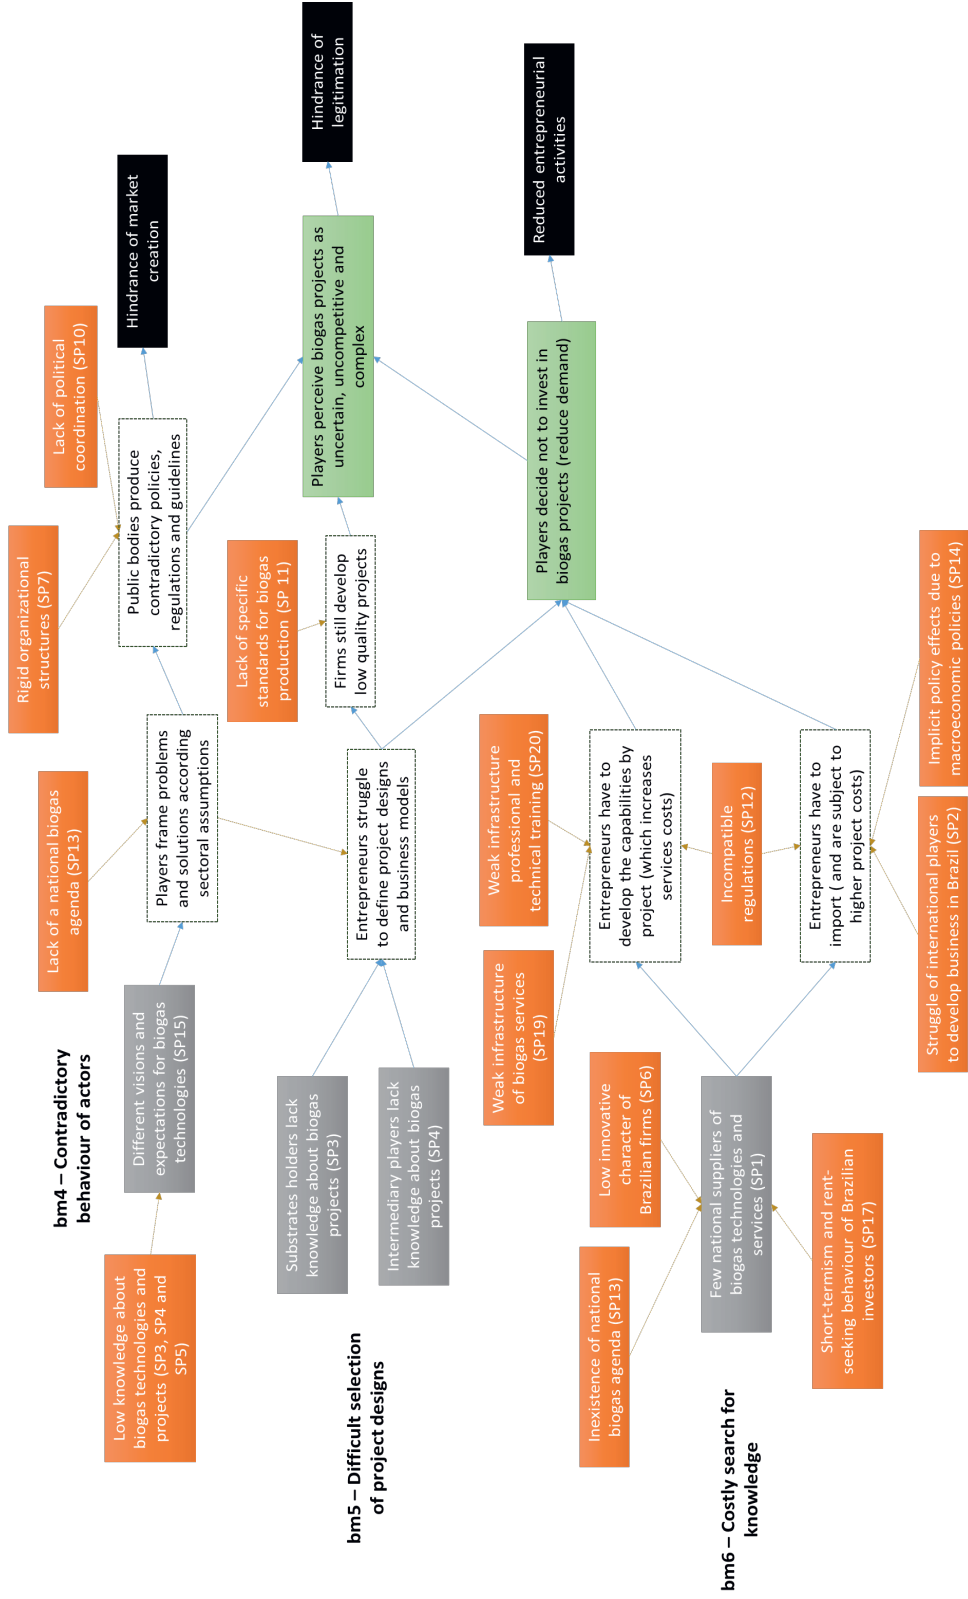 bm4 – Contradictory
behaviour of actors
Low knowledge about
biogas technologies and
projects (SP3, SP4 and
SP5)
Different visions and
expectations for biogas
technologies (SP15)
Lack of a national biogas
agenda (SP13)
Players frame problems
and solutions according
sectoral assumptions
Rigid organizational
structures (SP7)
Lack of political
coordination (SP10)
Public bodies produce
contradictory policies,
regulations and guidelines
Hindrance of market
creation
bm5 – Difficult selection
of project designs
Substrates holders lack
knowledge about biogas
projects (SP3)
Intermediary players lack
knowledge about biogas
projects (SP4)
Entrepreneurs struggle
to define project designs
and business models
Lack of specific
standards for biogas
production (SP 11)
Firms still develop
low quality projects
Players perceive biogas projects as
uncertain, uncompetitive and
complex
Hindrance of
legitimation
bm6 – Costly search for
knowledge
Inexistence of national
biogas agenda (SP13)
Low innovative
character of
Brazilian firms (SP6)
Few national suppliers of
biogas technologies and
services (SP1)
Short-termism and rent-
seeking behaviour of Brazilian
investors (SP17)
Weak infrastructure
of biogas services
(SP19)
Weak infrastructure
professional and
technical training (SP20)
Entrepreneurs have to
develop the capabilities by
project (which increases
services costs)
Incompatible
regulations (SP12)
Entrepreneurs have to
import ( and are subject to
higher project costs)
Struggle of international players
to develop business in Brazil (SP2)
Implicit policy effects due to
macroeconomic policies (SP14)
Players decide not to invest in
biogas projects (reduce demand)
Reduced entrepreneurial
activities